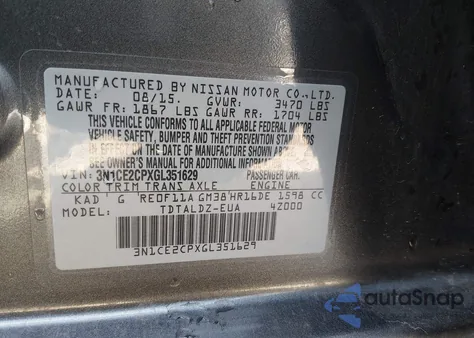 MANUFACTURED BY NISSAN MOTOR CO., LTD.
DATE: 08/15. GVWR: 3470 LBS
GAWR FR: 1867 LBS GAWR RR: 1704 LBS
THIS VEHICLE CONFORMS TO ALL APPLICABLE FEDERAL MOTOR
VEHICLE SAFETY, BUMPER AND THEFT PREVENTION STANDARDS
IN EFFECT ON THE DATE OF MANUFACTURE SHOWN ABOVE.
SEE OWNER'S MANUAL FOR ADDITIONAL INFORMATION
VIN: 3N1CE2CPXGL351629 PASSENGER CAR.
COLOR TRIM TRANS AXLE ENGINE
KAD G RE0F11A GM38 HR16DE 1598 CC
MODEL: TDTALDZ-EUA 42000
3N1CE2CPXGL351629
autoSnap